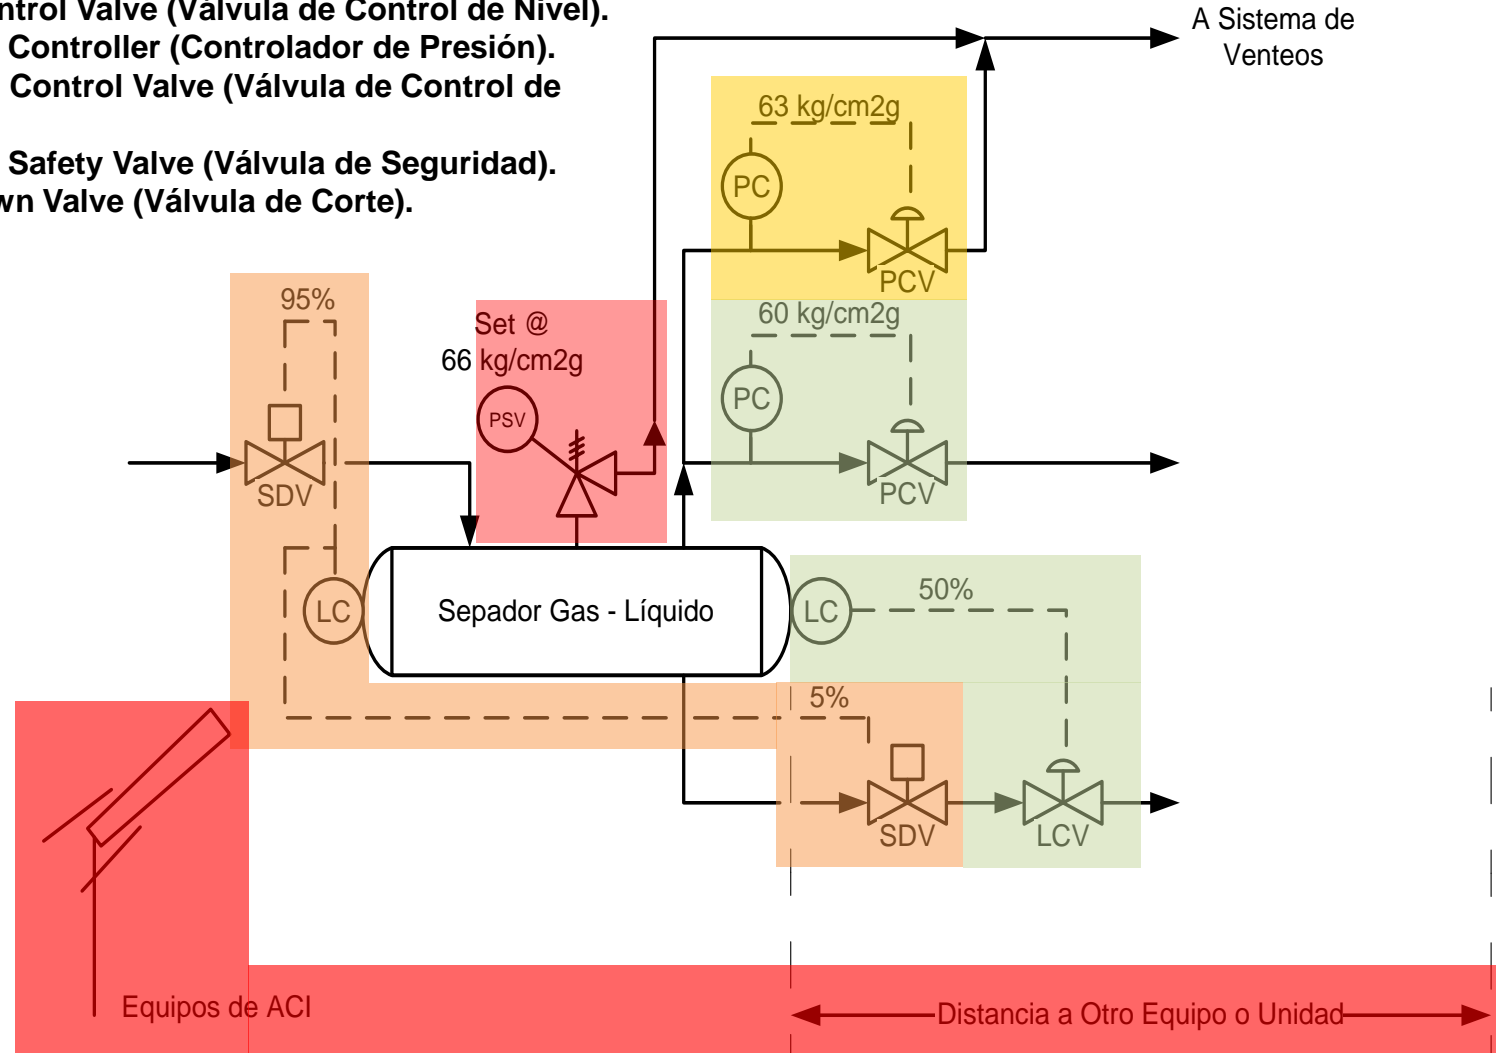 ntrol Valve (Válvula de Control de Nivel).
Controller (Controlador de Presión).
Control Valve (Válvula de Control de
Safety Valve (Válvula de Seguridad).
wn Valve (Válvula de Corte).
A Sistema de
Venteos
63 kg/cm2g
PC
PCV
95%
Set @
66 kg/cm2g
PSV
60 kg/cm2g
PC
PCV
SDV
LC
Sepador Gas - Líquido
LC
50%
5%
SDV
LCV
Equipos de ACI
Distancia a Otro Equipo o Unidad